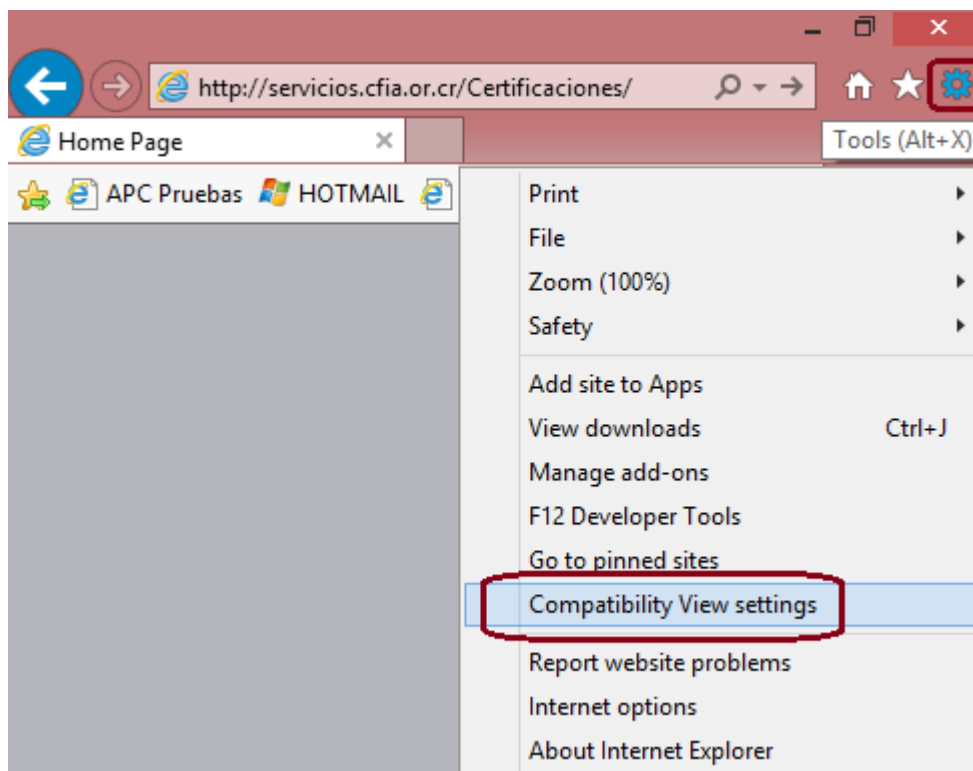 http://servicios.cfia.or.cr/Certificaciones/
Home Page
Tools (Alt+X)
APC Pruebas HOTMAIL
Print
File
Zoom (100%)
Safety
Add site to Apps
View downloads Ctrl+J
Manage add-ons
F12 Developer Tools
Go to pinned sites
Compatibility View settings
Report website problems
Internet options
About Internet Explorer